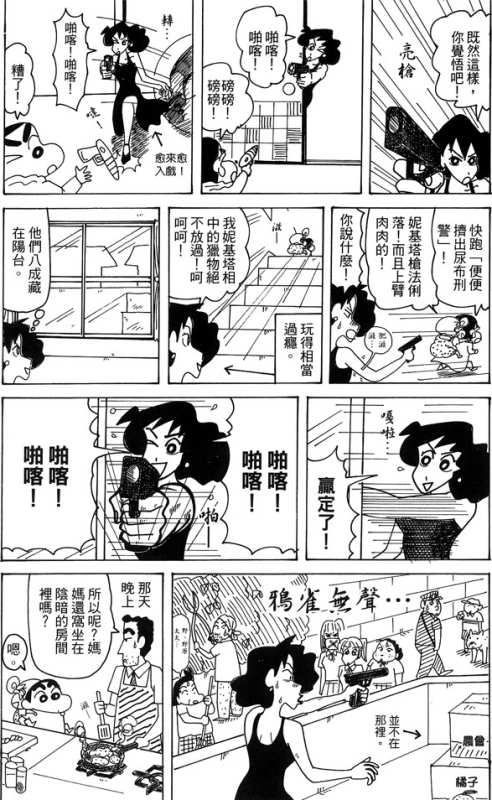 既然這樣，
你覺悟吧！
亮槍
啪喀！
啪喀！
磅磅！
磅磅！
轉…
啪喀！啪喀！
哇
愈來愈
入戲！
糟了！
快跑「便便
擠出尿布刑
警」！
妮基塔槍法俐
落！而且上臂
肉肉的！
你說什麼！
我妮基塔相
中的獵物絕
不放過！呵
呵！
玩得相當
過癮。
他們八成藏
在陽台。
嘎啦…
贏定了！
啪喀！
啪喀！
啪
啪喀！
啪喀！
鴉雀無聲…
並不在
那裡。
農會
橘子
那天
晚上
所以呢？媽
媽還窩坐在
陰暗的房間
裡嗎？
嗯。